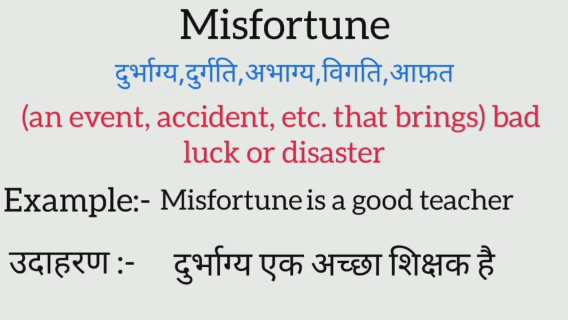 Misfortune
दुर्भाग्य,दुर्गति,अभाग्य,विगति,आफ़त
(an event, accident, etc. that brings) bad
luck or disaster
Example:- Misfortune is a good teacher
उदाहरण :- दुर्भाग्य एक अच्छा शिक्षक है